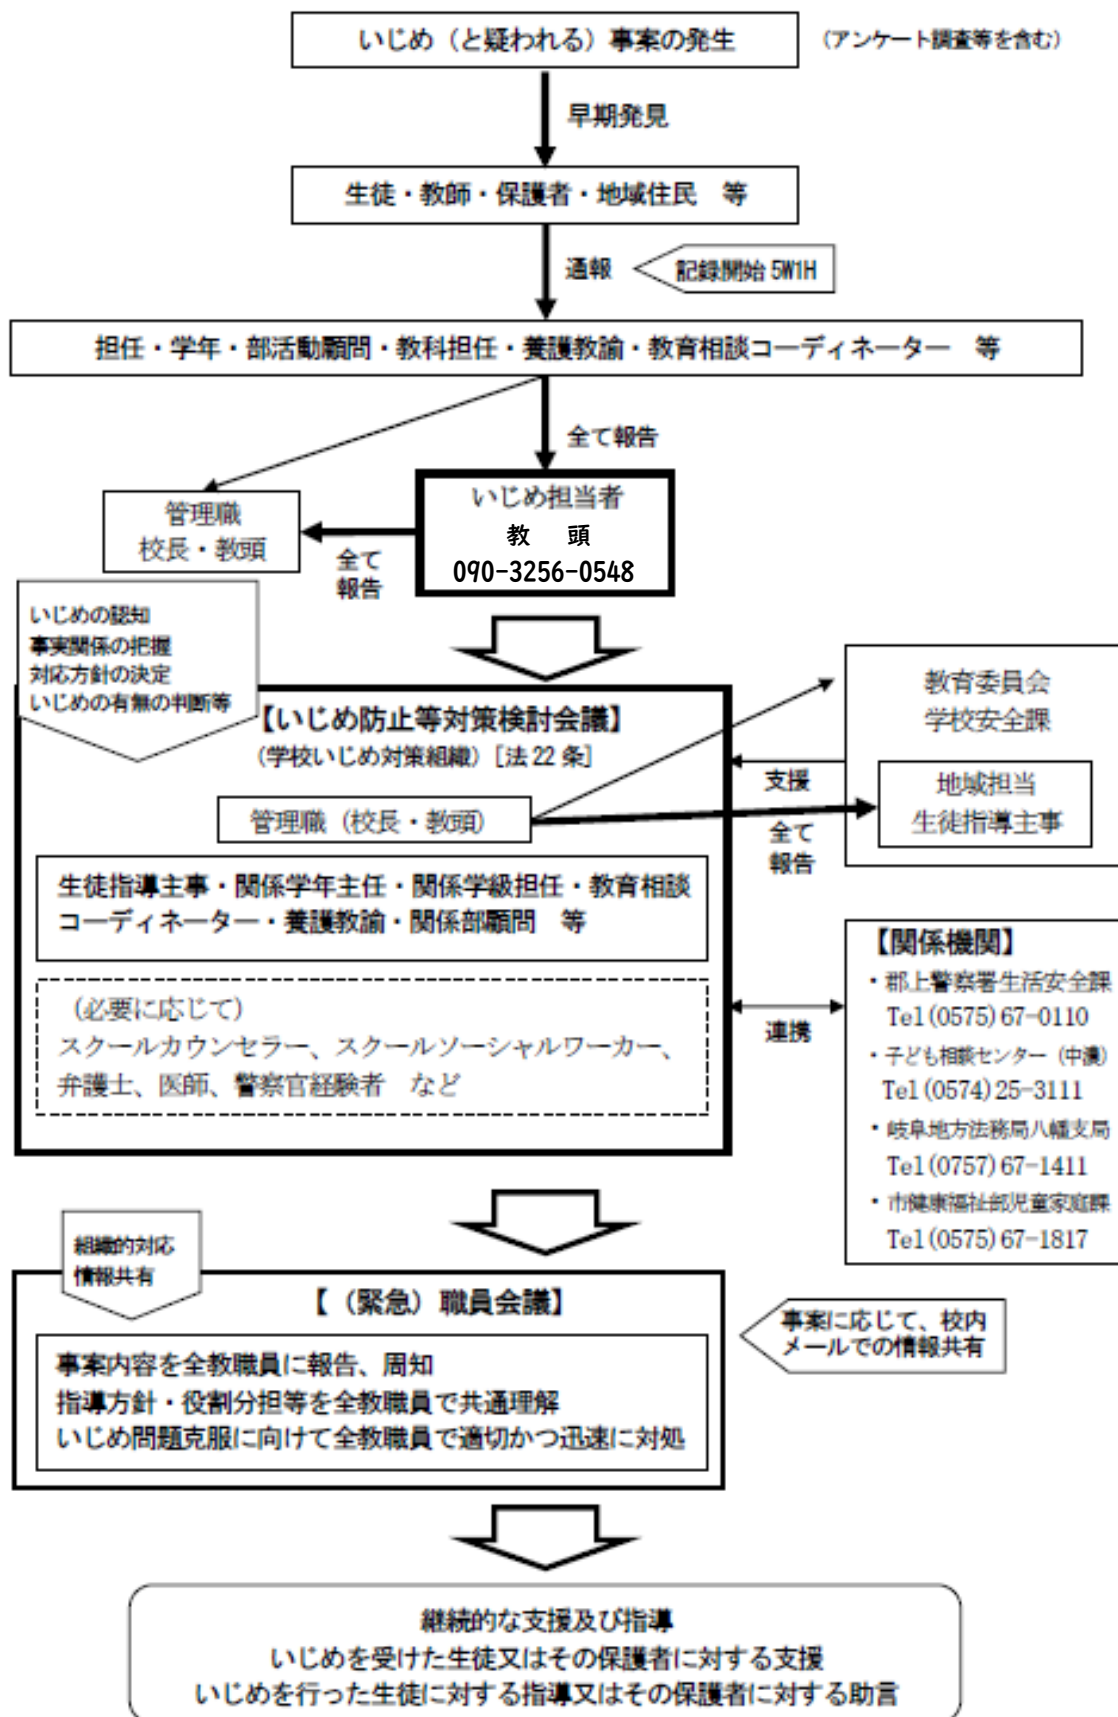 いじめ（と疑われる）事案の発生
（アンケート調査等を含む）
早期発見
生徒・教師・保護者・地域住民　等
通報
記録開始 5W1H
担任・学年・部活動顧問・教科担任・養護教諭・教育相談コーディネーター　等
全て報告
いじめ担当者
教　頭
090-3256-0548
管理職
校長・教頭
全て
報告
いじめの認知
事実関係の把握
対応方針の決定
いじめの有無の判断等
【いじめ防止等対策検討会議】
（学校いじめ対策組織）［法22条］
管理職（校長・教頭）
生徒指導主事・関係学年主任・関係学級担任・教育相談
コーディネーター・養護教諭・関係部顧問　等
（必要に応じて）
スクールカウンセラー、スクールソーシャルワーカー、
弁護士、医師、警察官経験者　など
教育委員会
学校安全課
支援
地域担当
生徒指導主事
全て
報告
【関係機関】
・郡上警察署生活安全課
Tel(0575)67-0110
・子ども相談センター（中濃）
Tel(0574)25-3111
・岐阜地方法務局八幡支局
Tel(0757)67-1411
・市健康福祉部児童家庭課
Tel(0575)67-1817
連携
組織的対応
情報共有
【（緊急）職員会議】
事案内容を全教職員に報告、周知
指導方針・役割分担等を全教職員で共通理解
いじめ問題克服に向けて全教職員で適切かつ迅速に対処
事案に応じて、校内
メールでの情報共有
継続的な支援及び指導
いじめを受けた生徒又はその保護者に対する支援
いじめを行った生徒に対する指導又はその保護者に対する助言